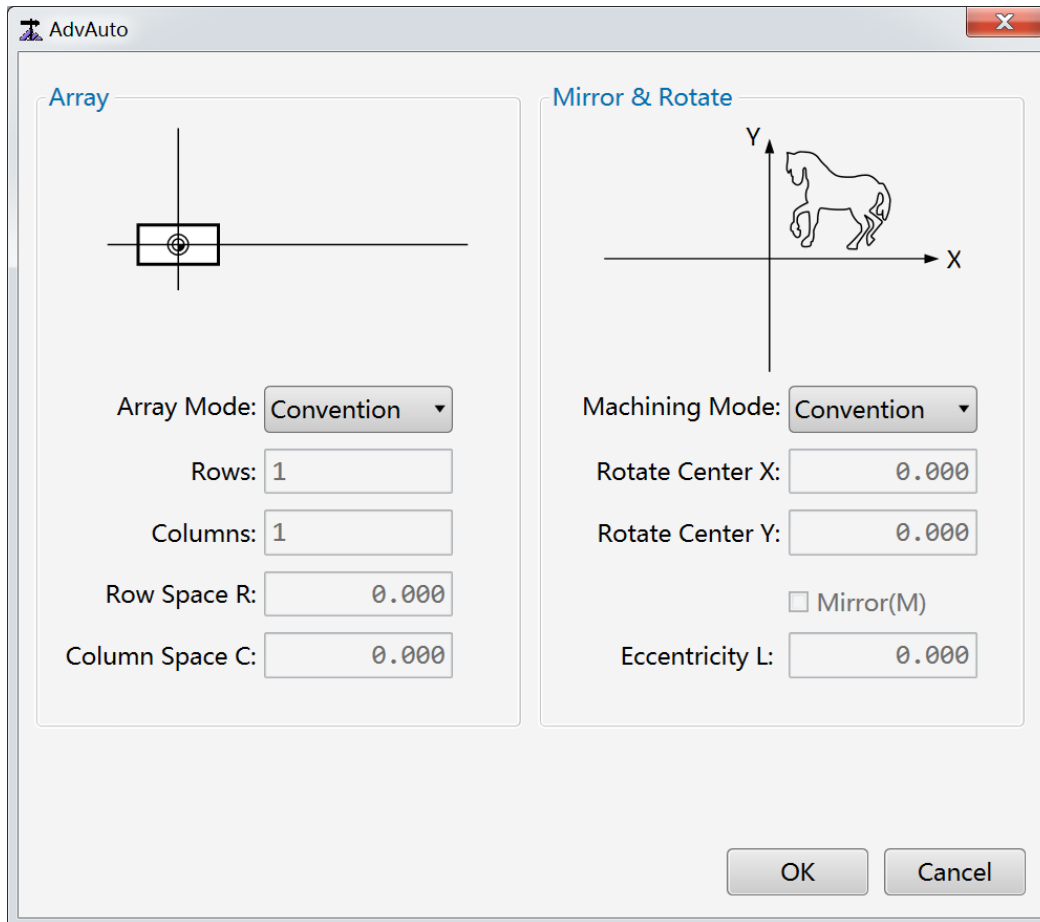 AdvAuto
Array
Array Mode: Convention
Rows: 1
Columns: 1
Row Space R: 0.000
Column Space C: 0.000
Mirror & Rotate
Y
X
Machining Mode: Convention
Rotate Center X: 0.000
Rotate Center Y: 0.000
Mirror(M)
Eccentricity L: 0.000
OK
Cancel